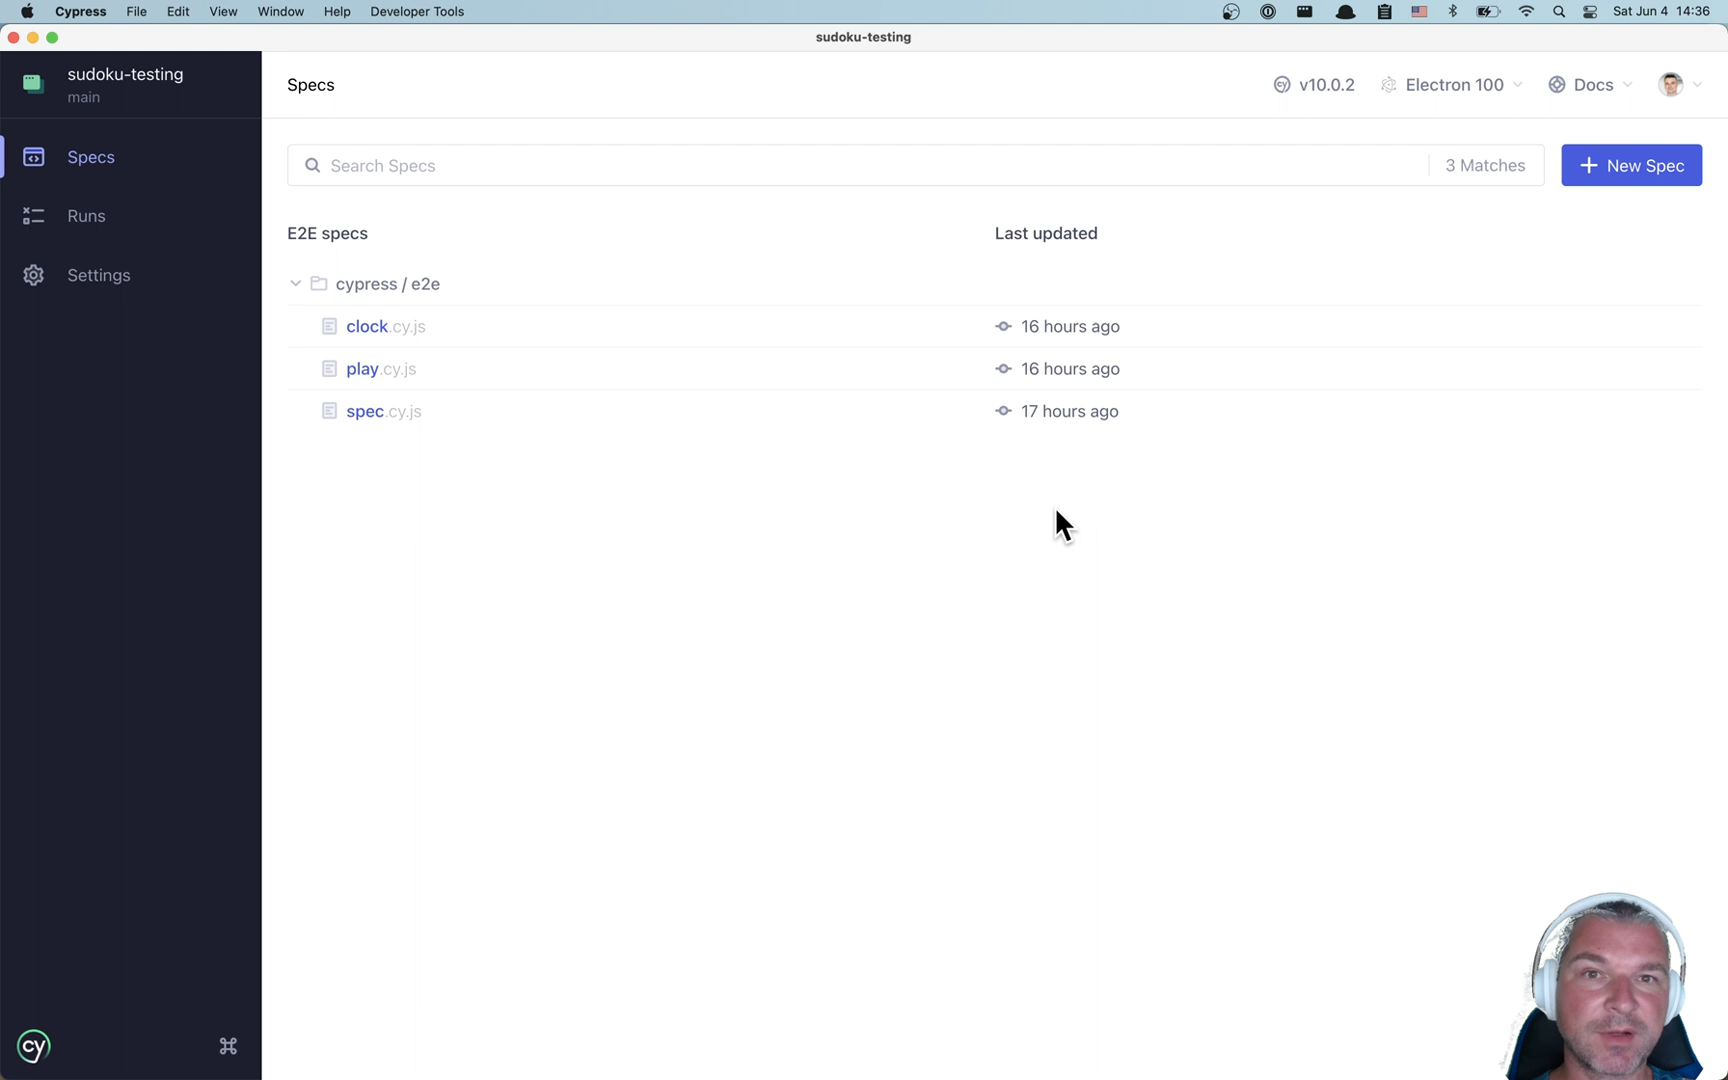 Cypress File Edit View Window Help Developer Tools Sat Jun 4 14:36
sudoku-testing
sudoku-testing
main
Specs
v10.0.2 Electron 100 Docs
Specs
Search Specs 3 Matches New Spec
Runs
E2E specs Last updated
Settings
cypress / e2e
clock.cy.js 16 hours ago
play.cy.js 16 hours ago
spec.cy.js 17 hours ago
cy